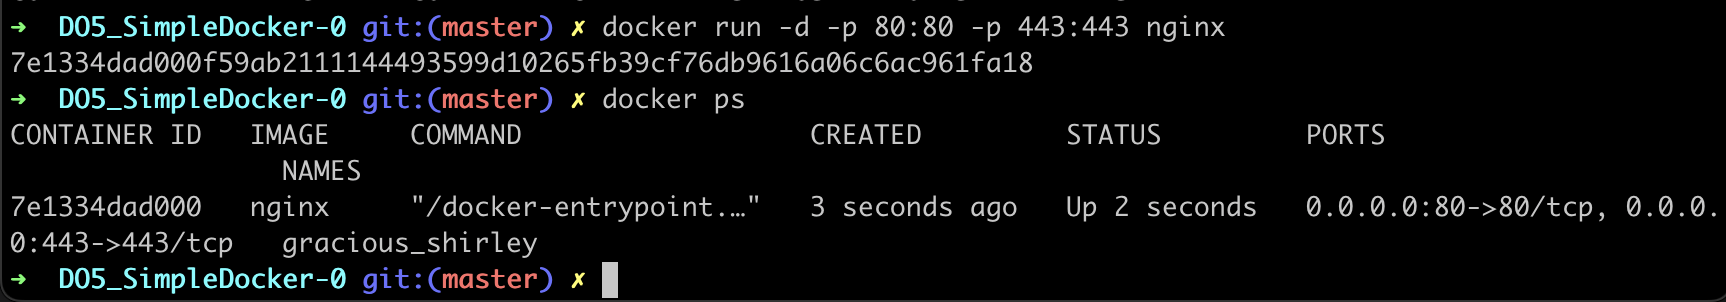 ➜  DO5_SimpleDocker-0 git:(master) ✗ docker run -d -p 80:80 -p 443:443 nginx
7e1334dad000f59ab2111144493599d10265fb39cf76db9616a06c6ac961fa18
➜  DO5_SimpleDocker-0 git:(master) ✗ docker ps
CONTAINER ID   IMAGE     COMMAND                  CREATED         STATUS         PORTS
                 NAMES
7e1334dad000   nginx     "/docker-entrypoint.…"   3 seconds ago   Up 2 seconds   0.0.0.0:80->80/tcp, 0.0.0.
0:443->443/tcp   gracious_shirley
➜  DO5_SimpleDocker-0 git:(master) ✗